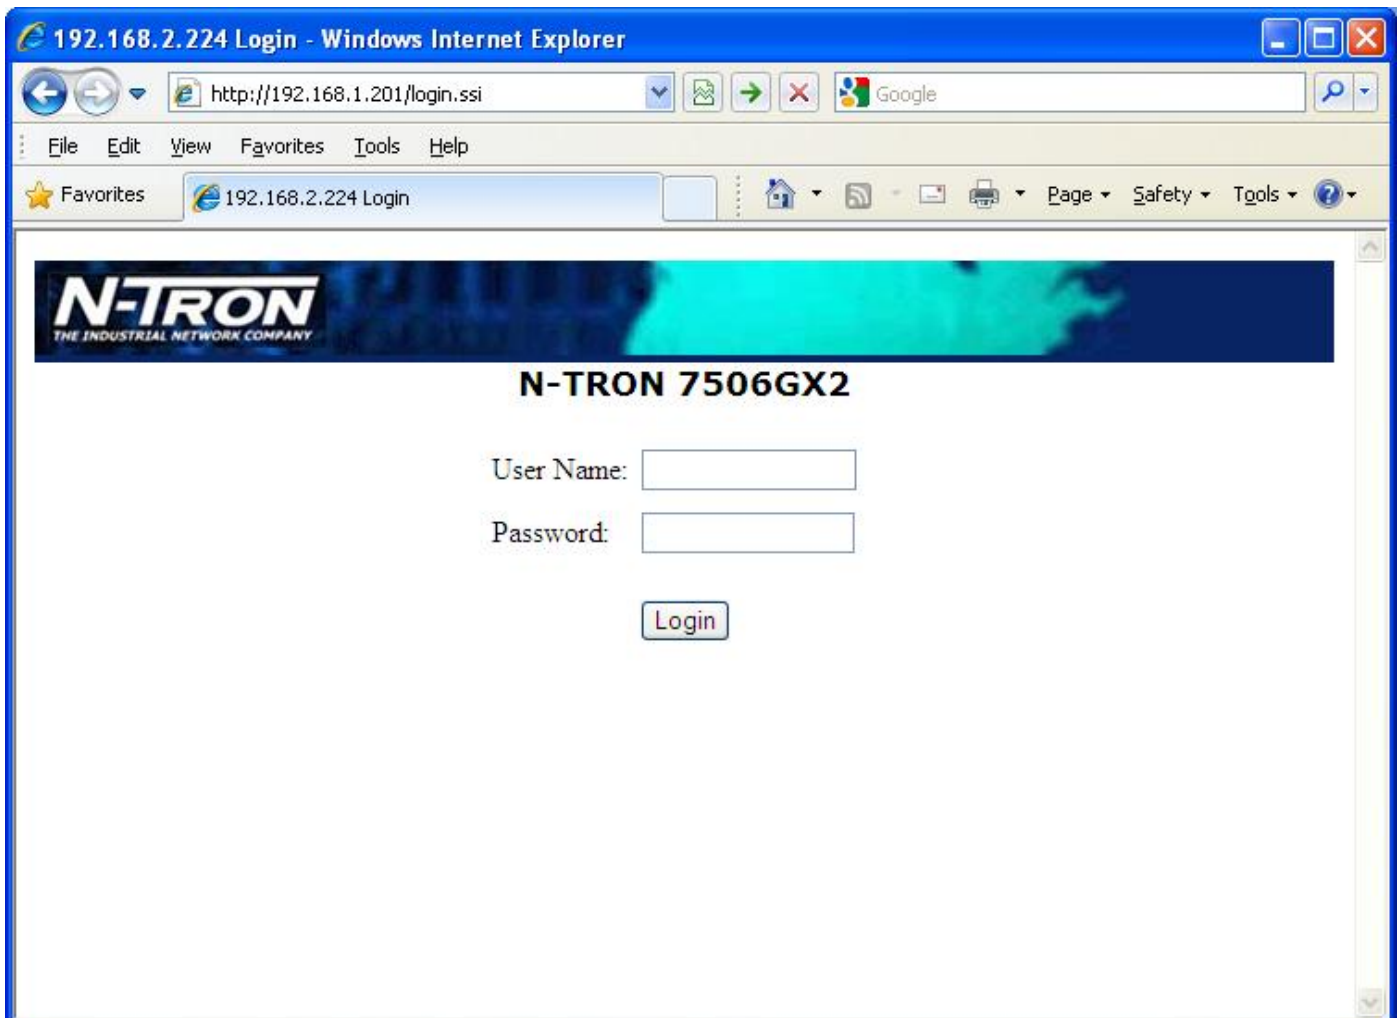 192.168.2.224 Login - Windows Internet Explorer
http://192.168.1.201/login.ssi
Google
File Edit View Favorites Tools Help
Favorites 192.168.2.224 Login Page Safety Tools
N-TRON
THE INDUSTRIAL NETWORK COMPANY
N-TRON 7506GX2
User Name:
Password:
Login